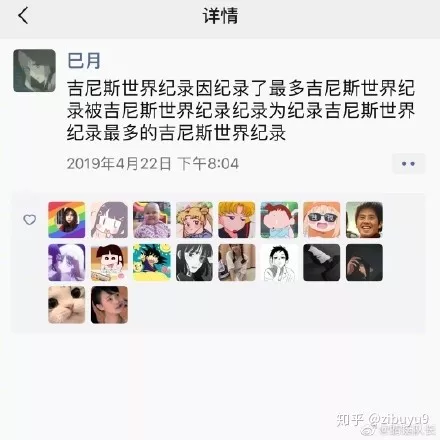 详情
巳月
吉尼斯世界纪录因纪录了最多吉尼斯世界纪
录被吉尼斯世界纪录纪录为纪录吉尼斯世界
纪录最多的吉尼斯世界纪录
2019年4月22日 下午8:04
知乎 @zibuyu9